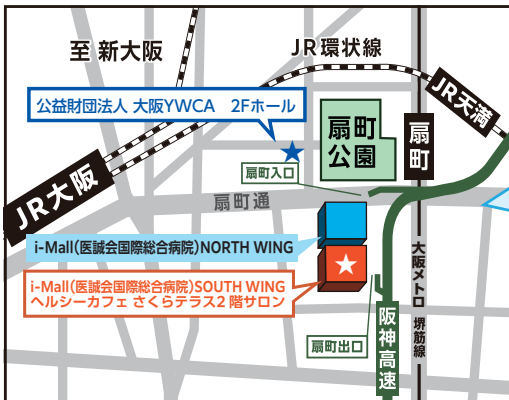 至 新大阪
JR環状線
公益財団法人 大阪YWCA 2Fホール
JR天満
扇町
公園
扇町
扇町入口
JR大阪
扇町通
i-Mall(医誠会国際総合病院)NORTH WING
i-Mall(医誠会国際総合病院)SOUTH WING
ヘルシーカフェ さくらテラス2階サロン
大阪メトロ 堺筋線
阪神高速
扇町出口